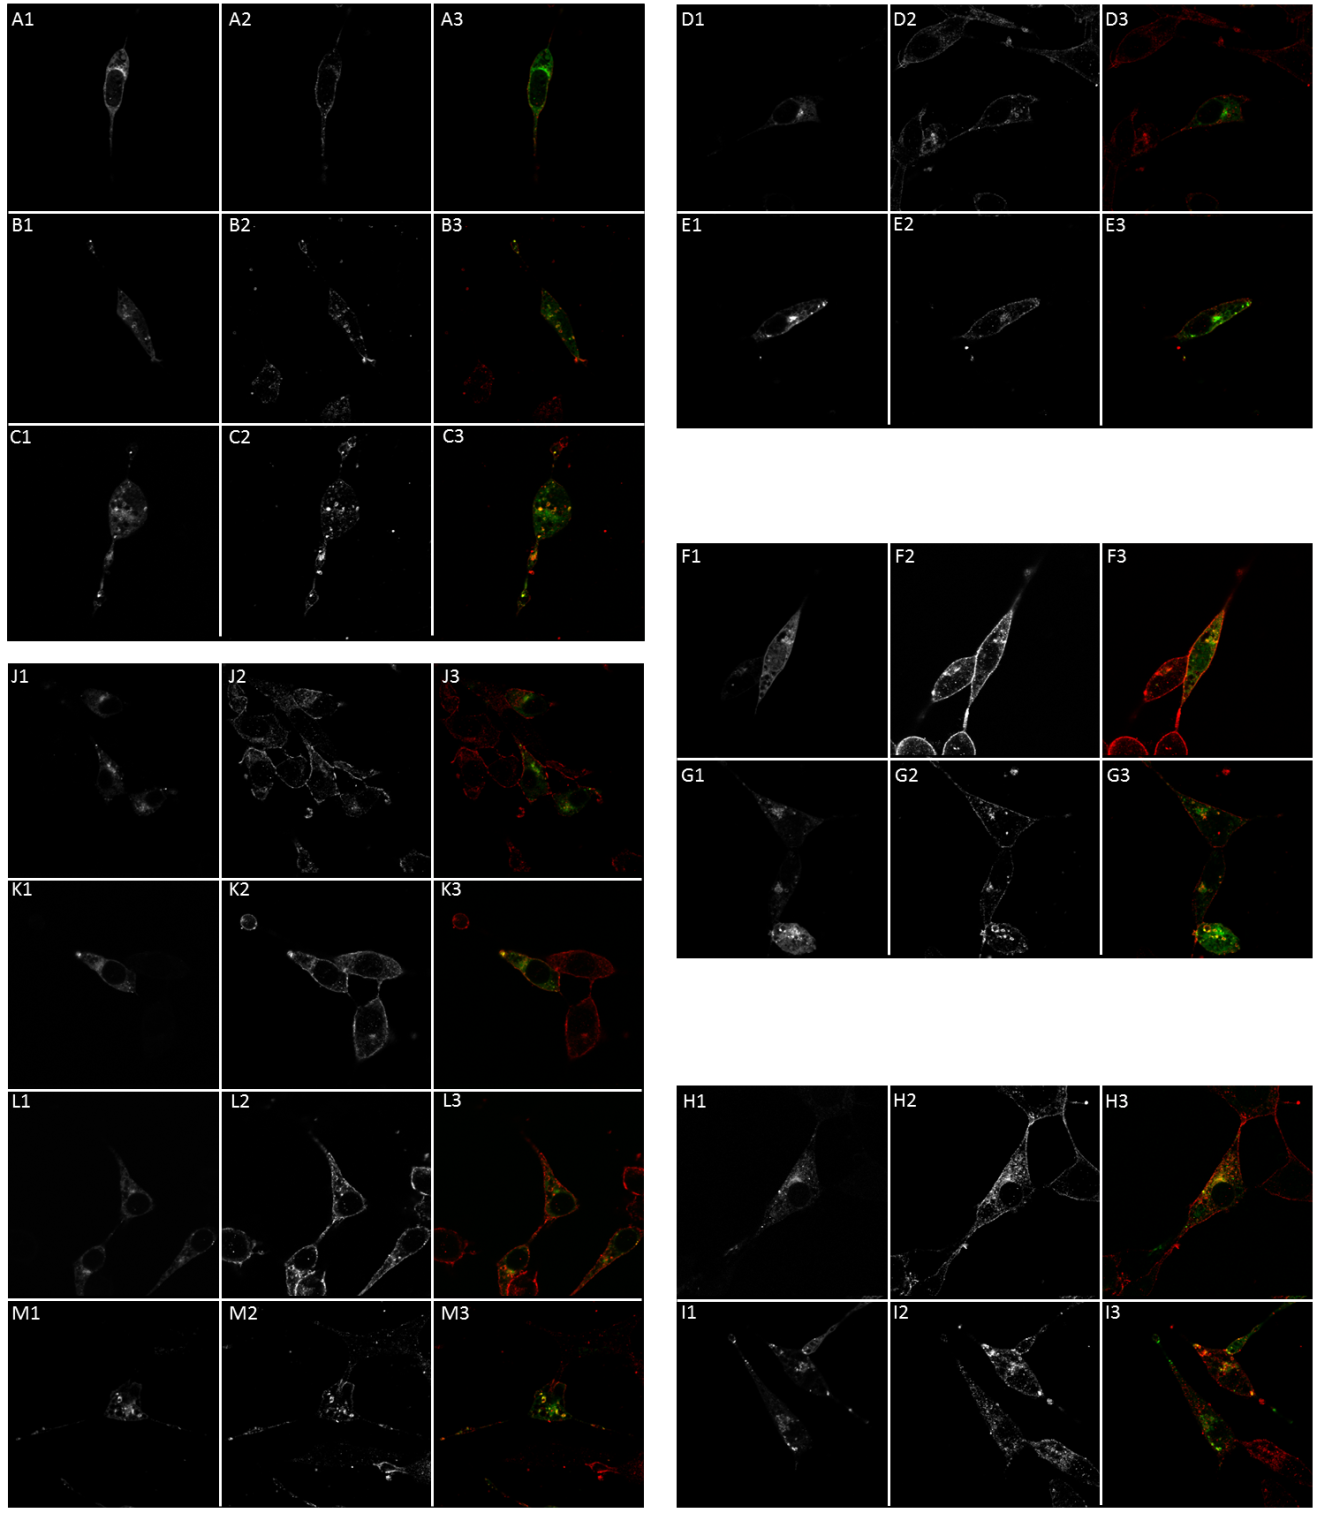 A1 A2 A3
B1 B2 B3
C1 C2 C3
D1 D2 D3
E1 E2 E3
F1 F2 F3
G1 G2 G3
J1 J2 J3
K1 K2 K3
L1 L2 L3
M1 M2 M3
H1 H2 H3
I1 I2 I3